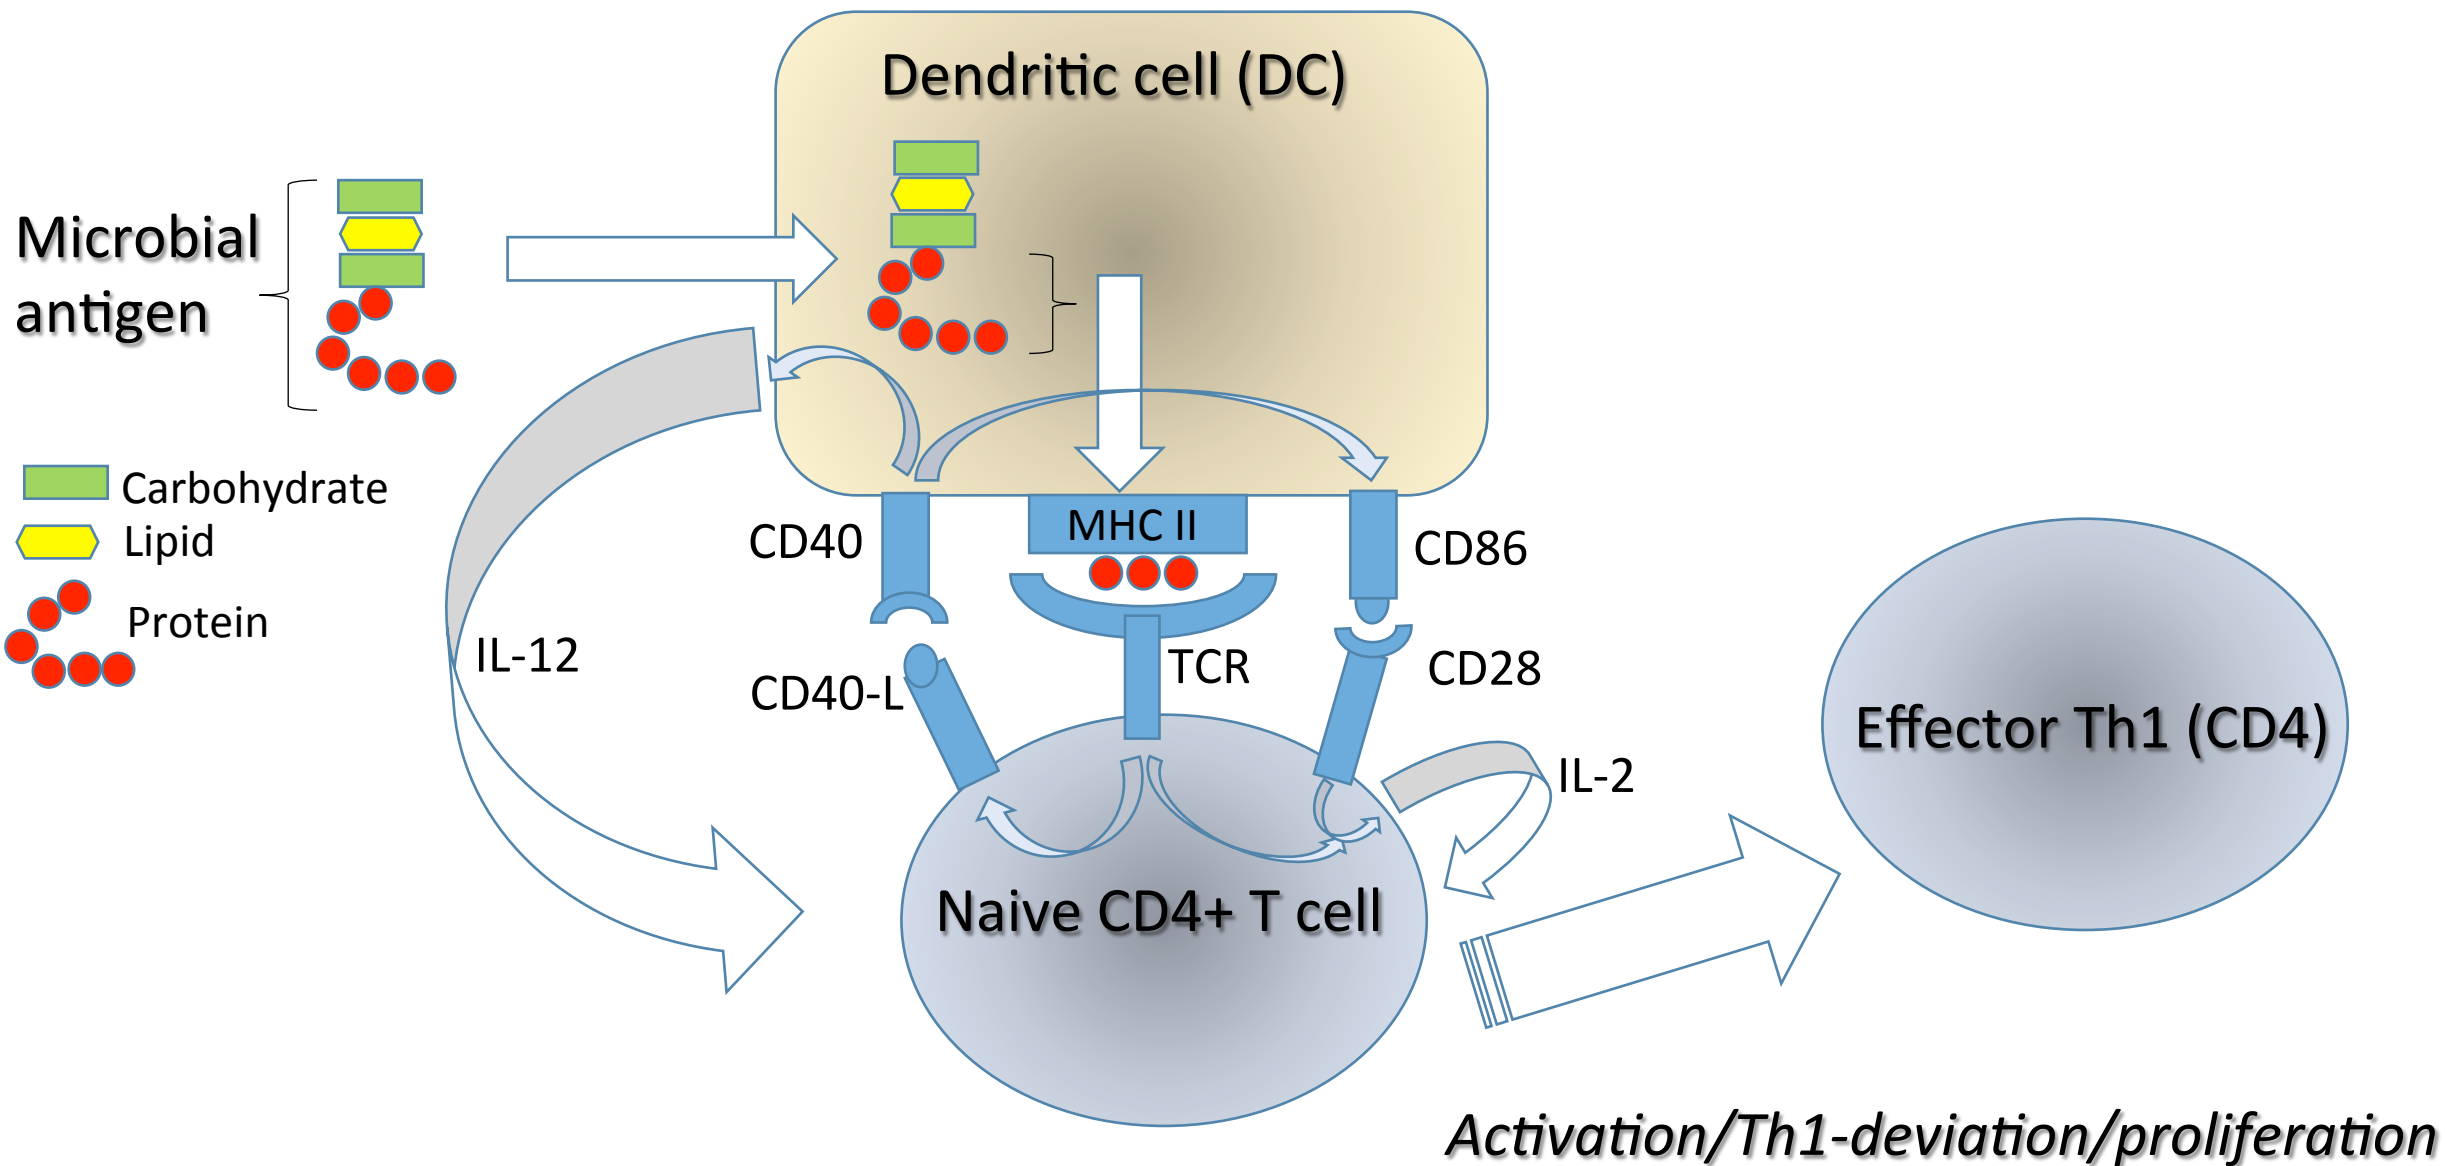 Dendritic cell (DC)
Microbial
antigen
Carbohydrate
Lipid
Protein
IL-12
CD40
MHC II
CD86
CD40-L
TCR
CD28
IL-2
Naive CD4+ T cell
Effector Th1 (CD4)
Activation/Th1-deviation/proliferation